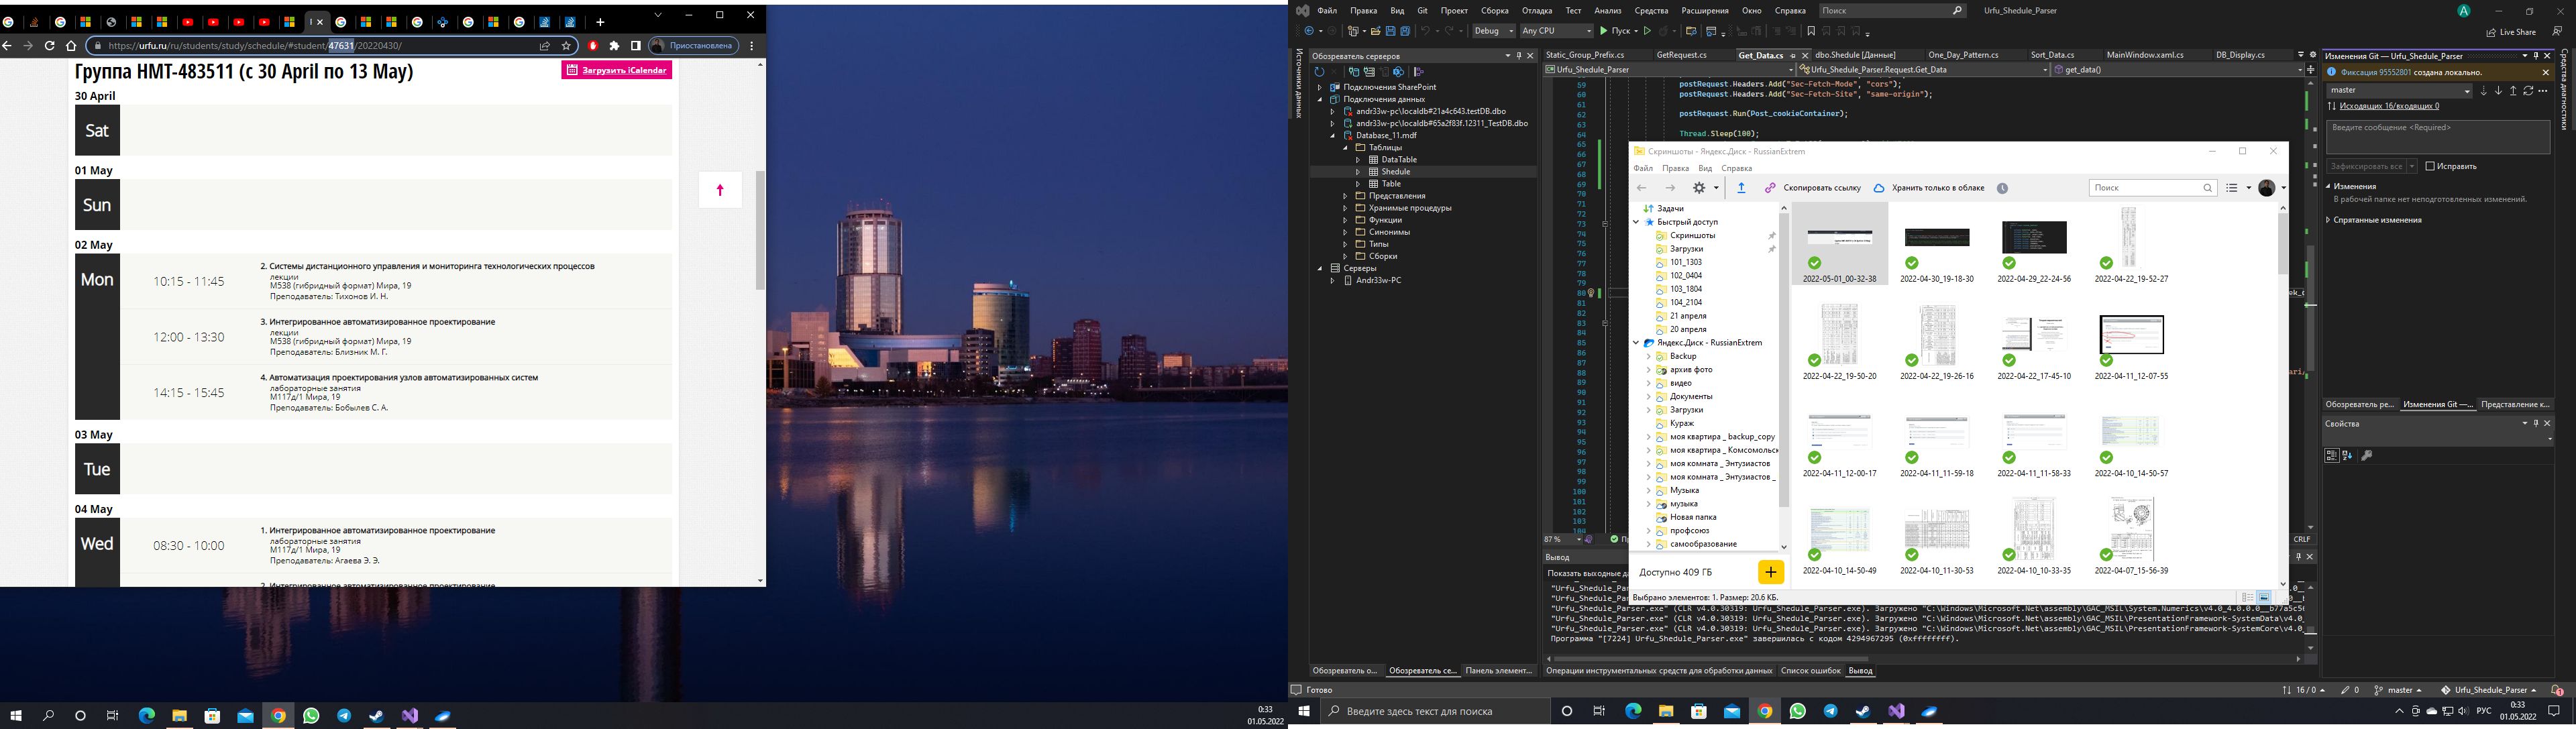 https://urfu.ru/ru/students/study/schedule/#student/47631/20220430/
Приостановлена
Группа НМТ-483511 (с 30 April по 13 May)
Загрузить iCalendar
30 April
Sat
01 May
Sun
02 May
Mon
10:15 - 11:45
2. Системы дистанционного управления и мониторинга технологических процессов
лекции
М538 (гибридный формат) Мира, 19
Преподаватель: Тихонов И. Н.
12:00 - 13:30
3. Интегрированное автоматизированное проектирование
лекции
М538 (гибридный формат) Мира, 19
Преподаватель: Близник М. Г.
14:15 - 15:45
4. Автоматизация проектирования узлов автоматизированных систем
лабораторные занятия
М117д/1 Мира, 19
Преподаватель: Бобылев С. А.
03 May
Tue
04 May
Wed
08:30 - 10:00
1. Интегрированное автоматизированное проектирование
лабораторные занятия
М117д/1 Мира, 19
Преподаватель: Агаева Э. Э.
2. Интегрированное автоматизированное проектирование
0:33
01.05.2022
Файл Правка Вид Git Проект Сборка Отладка Тест Анализ Средства Расширения Окно Справка Поиск Urfu_Shedule_Parser
Debug Any CPU Пуск Live Share
Источники данных
Обозреватель серверов
Подключения SharePoint
Подключения данных
andr33w-pc\localdb#21a4c643.testDB.dbo
andr33w-pc\localdb#65a2f83f.12311_TestDB.dbo
Database_11.mdf
Таблицы
DataTable
Shedule
Table
Представления
Хранимые процедуры
Функции
Синонимы
Типы
Сборки
Серверы
Andr33w-PC
Обозреватель о... Обозреватель се... Панель элемент...
Static_Group_Prefix.cs GetRequest.cs Get_Data.cs dbo.Shedule [Данные] One_Day_Pattern.cs Sort_Data.cs MainWindow.xaml.cs DB_Display.cs
Urfu_Shedule_Parser Urfu_Shedule_Parser.Request.Get_Data get_data()
59 postRequest.Headers.Add("Sec-Fetch-Mode", "cors");
60 postRequest.Headers.Add("Sec-Fetch-Site", "same-origin");
61
62 postRequest.Run(Post_cookieContainer);
63
64 Thread.Sleep(100);
87 %
CRLF
Скриншоты - Яндекс.Диск - RussianExtrem
Файл Правка Вид Справка
Скопировать ссылку Хранить только в облаке Поиск
Задачи
Быстрый доступ
Скриншоты
Загрузки
101_1303
102_0404
103_1804
104_2104
21 апреля
20 апреля
Яндекс.Диск - RussianExtrem
Backup
архив фото
видео
Документы
Загрузки
Кураж
моя квартира _ backup_copy
моя квартира _ Комсомольск
моя комната _ Энтузиастов
моя комната _ Энтузиастов _
Музыка
музыка
Новая папка
профсоюз
самообразование
Доступно 409 ГБ
2022-05-01_00-32-38 2022-04-30_19-18-30 2022-04-29_22-24-56 2022-04-22_19-52-27
2022-04-22_19-50-20 2022-04-22_19-26-16 2022-04-22_17-45-10 2022-04-11_12-07-55
2022-04-11_12-00-17 2022-04-11_11-59-18 2022-04-11_11-58-33 2022-04-10_14-50-57
2022-04-10_14-50-49 2022-04-10_11-30-53 2022-04-10_10-33-35 2022-04-07_15-56-39
Выбрано элементов: 1. Размер: 20.6 КБ.
Вывод
Показать выходные да
"Urfu_Shedule_Parser.exe" (CLR v4.0.30319: Urfu_Shedule_Parser.exe). Загружено "C:\Windows\Microsoft.Net\assembly\GAC_MSIL\System.Numerics\v4.0_4.0.0.0__b77a5c56
"Urfu_Shedule_Parser.exe" (CLR v4.0.30319: Urfu_Shedule_Parser.exe). Загружено "C:\Windows\Microsoft.Net\assembly\GAC_MSIL\PresentationFramework-SystemData\v4.0_
"Urfu_Shedule_Parser.exe" (CLR v4.0.30319: Urfu_Shedule_Parser.exe). Загружено "C:\Windows\Microsoft.Net\assembly\GAC_MSIL\PresentationFramework-SystemCore\v4.0_
Программа "[7224] Urfu_Shedule_Parser.exe" завершилась с кодом 4294967295 (0xffffffff).
Операции инструментальных средств для обработки данных Список ошибок Вывод
Изменения Git — Urfu_Shedule_Parser
Фиксация 95552801 создана локально.
master
Исходящих 16/входящих 0
Введите сообщение <Required>
Зафиксировать все Исправить
Изменения
В рабочей папке нет неподготовленных изменений.
Спрятанные изменения
Обозреватель ре... Изменения Git —... Представление к...
Свойства
Средства диагностики
Готово
16 / 0 0 master Urfu_Shedule_Parser
Введите здесь текст для поиска
РУС
0:33
01.05.2022